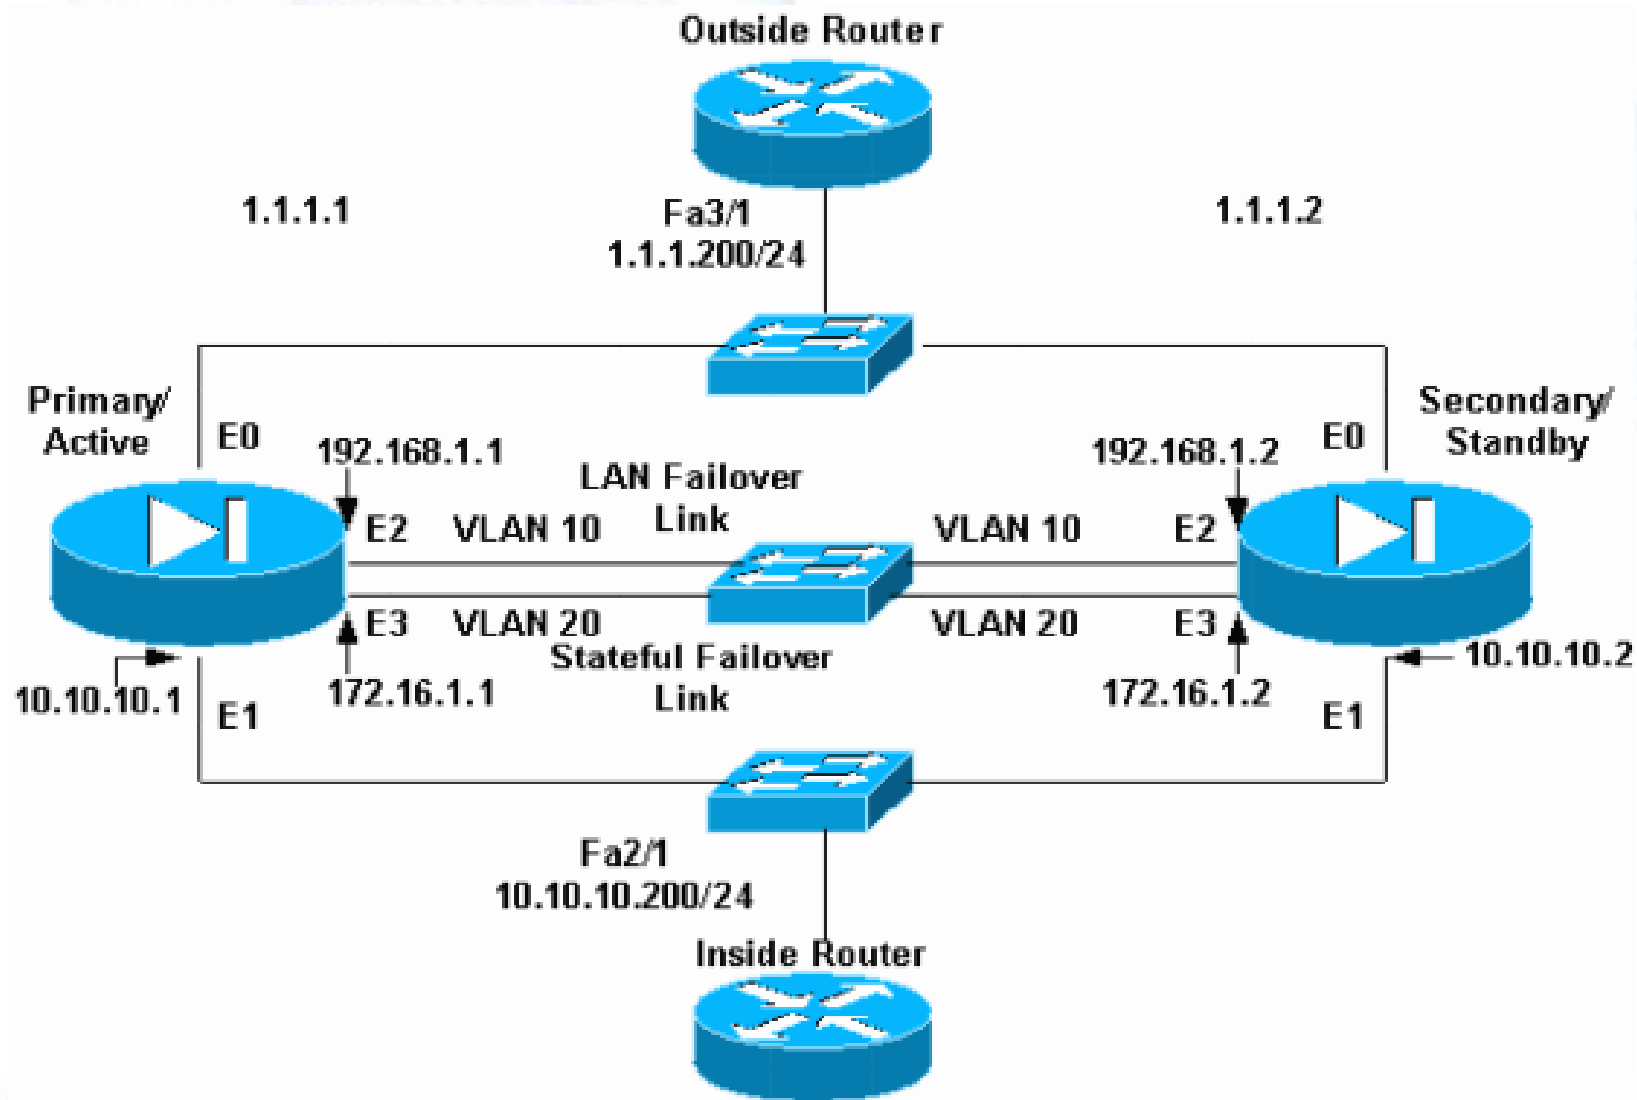 Outside Router
1.1.1.1
Fa3/1
1.1.1.200/24
1.1.1.2
Primary/
Active
E0
192.168.1.1
LAN Failover
Link
192.168.1.2
E0
Secondary/
Standby
E2
VLAN 10
VLAN 10
E2
E3
VLAN 20
VLAN 20
E3
Stateful Failover
Link
10.10.10.1
172.16.1.1
E1
172.16.1.2
10.10.10.2
E1
Fa2/1
10.10.10.200/24
Inside Router